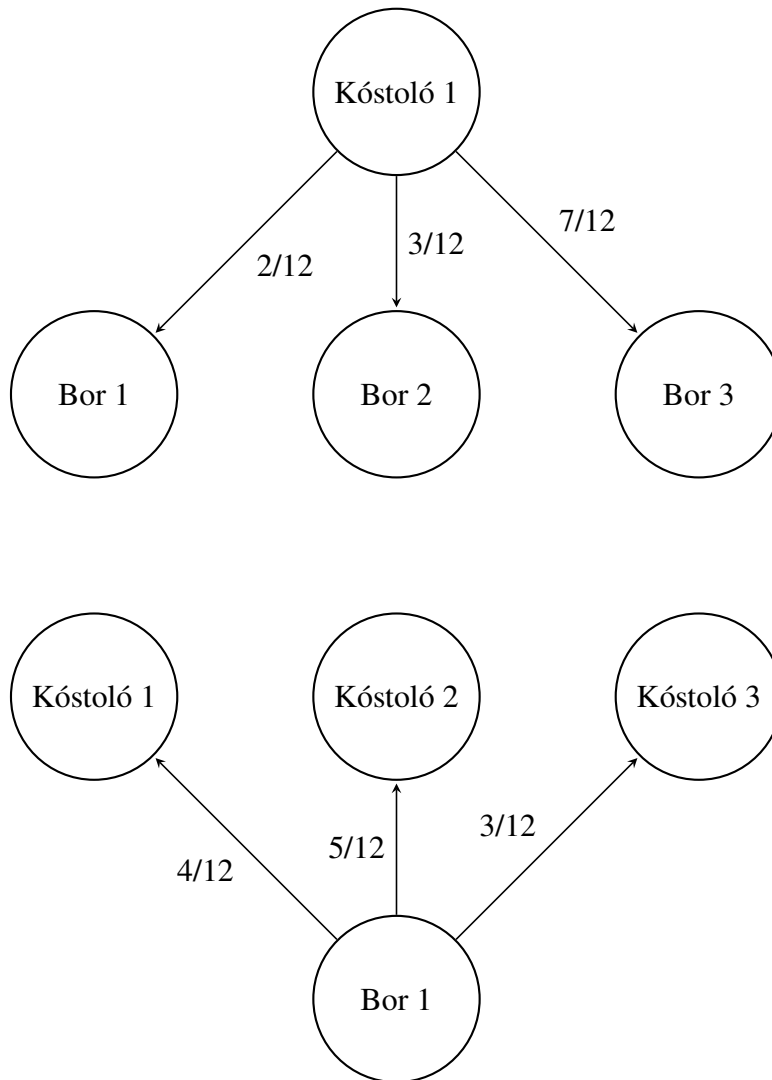 Kóstoló 1
2/12
3/12
7/12
Bor 1
Bor 2
Bor 3
Kóstoló 1
Kóstoló 2
Kóstoló 3
4/12
5/12
3/12
Bor 1